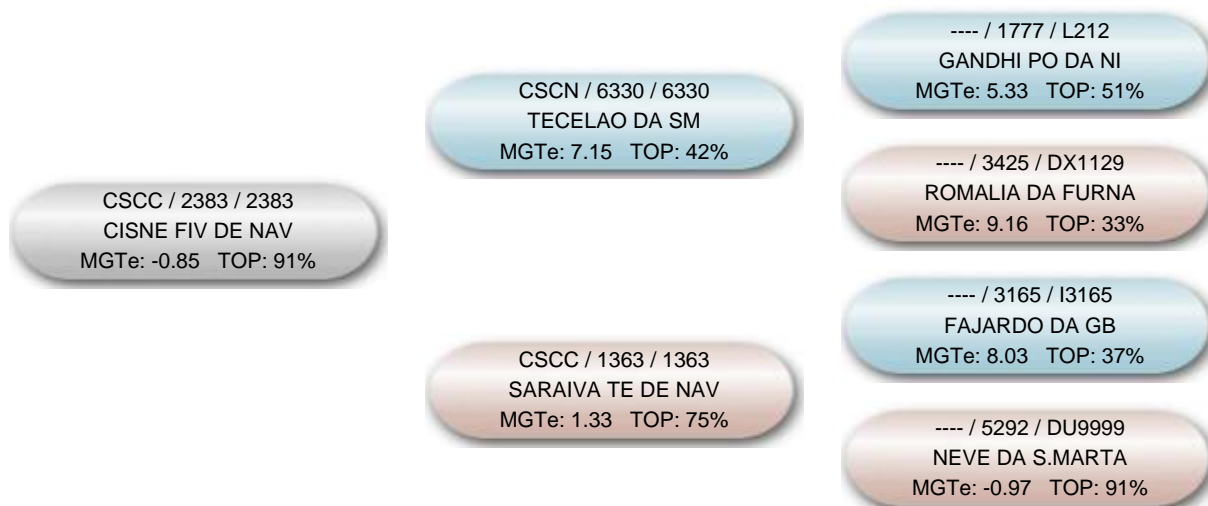 CSCC / 2383 / 2383
CISNE FIV DE NAV
MGTe: -0.85 TOP: 91%
CSCN / 6330 / 6330
TECELAO DA SM
MGTe: 7.15 TOP: 42%
CSCC / 1363 / 1363
SARAIVA TE DE NAV
MGTe: 1.33 TOP: 75%
---- / 1777 / L212
GANDHI PO DA NI
MGTe: 5.33 TOP: 51%
---- / 3425 / DX1129
ROMALIA DA FURNA
MGTe: 9.16 TOP: 33%
---- / 3165 / I3165
FAJARDO DA GB
MGTe: 8.03 TOP: 37%
---- / 5292 / DU9999
NEVE DA S.MARTA
MGTe: -0.97 TOP: 91%